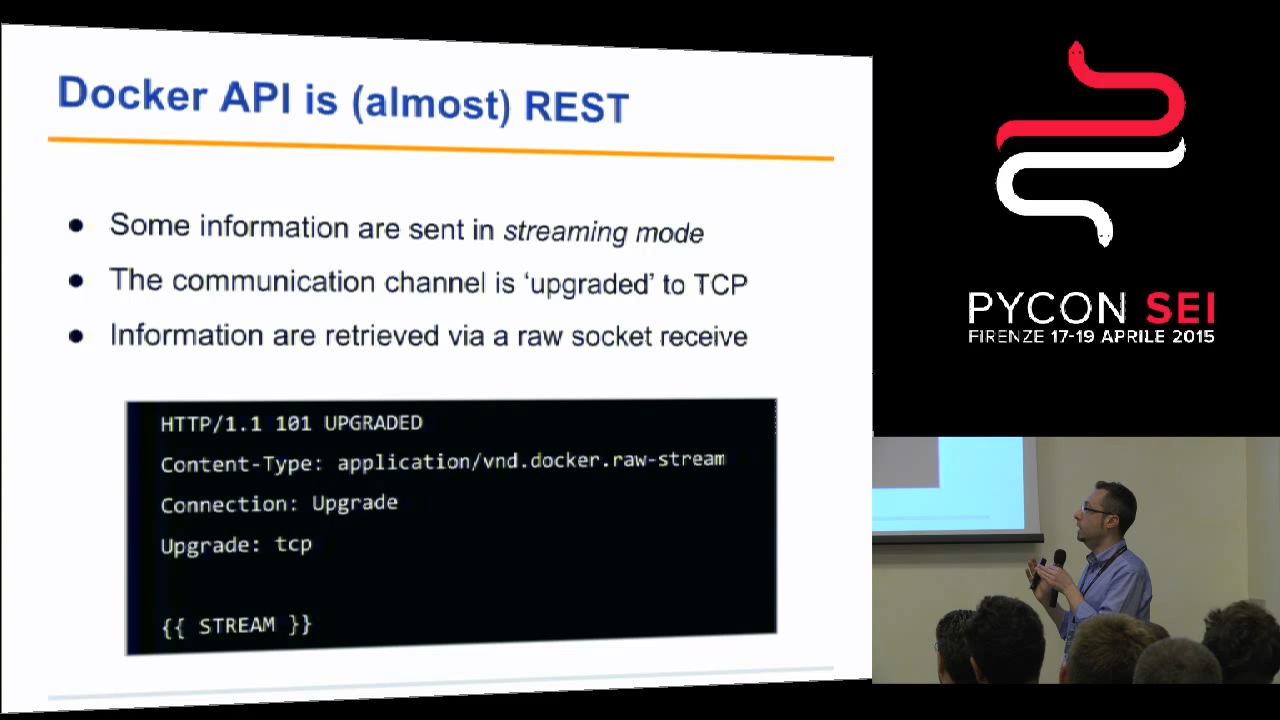 Docker API is (almost) REST
Some information are sent in streaming mode
The communication channel is ‘upgraded’ to TCP
Information are retrieved via a raw socket receive
HTTP/1.1 101 UPGRADED
Content-Type: application/vnd.docker.raw-stream
Connection: Upgrade
Upgrade: tcp
{{ STREAM }}
PYCON SEI
FIRENZE 17-19 APRILE 2015